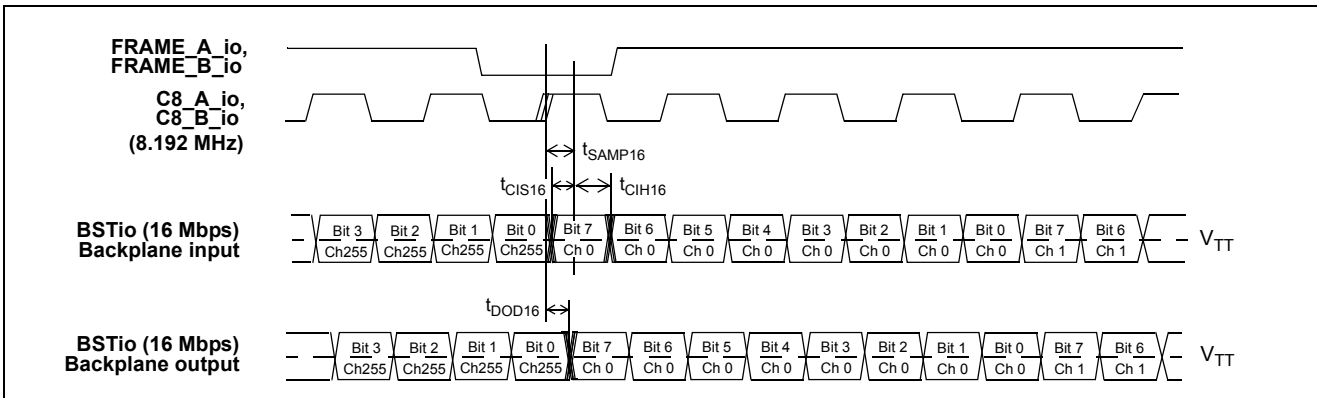 FRAME_A_io,
FRAME_B_io
C8_A_io,
C8_B_io
(8.192 MHz)
tSAMP16
tCIS16
tCIH16
BSTio (16 Mbps)
Backplane input
Bit 3 Bit 2 Bit 1 Bit 0 Bit 7 Bit 6 Bit 5 Bit 4 Bit 3 Bit 2 Bit 1 Bit 0 Bit 7 Bit 6
Ch255 Ch255 Ch255 Ch255 Ch 0 Ch 0 Ch 0 Ch 0 Ch 0 Ch 0 Ch 0 Ch 0 Ch 1 Ch 1
VTT
tDOD16
BSTio (16 Mbps)
Backplane output
Bit 3 Bit 2 Bit 1 Bit 0 Bit 7 Bit 6 Bit 5 Bit 4 Bit 3 Bit 2 Bit 1 Bit 0 Bit 7 Bit 6
Ch255 Ch255 Ch255 Ch255 Ch 0 Ch 0 Ch 0 Ch 0 Ch 0 Ch 0 Ch 0 Ch 0 Ch 1 Ch 1
VTT